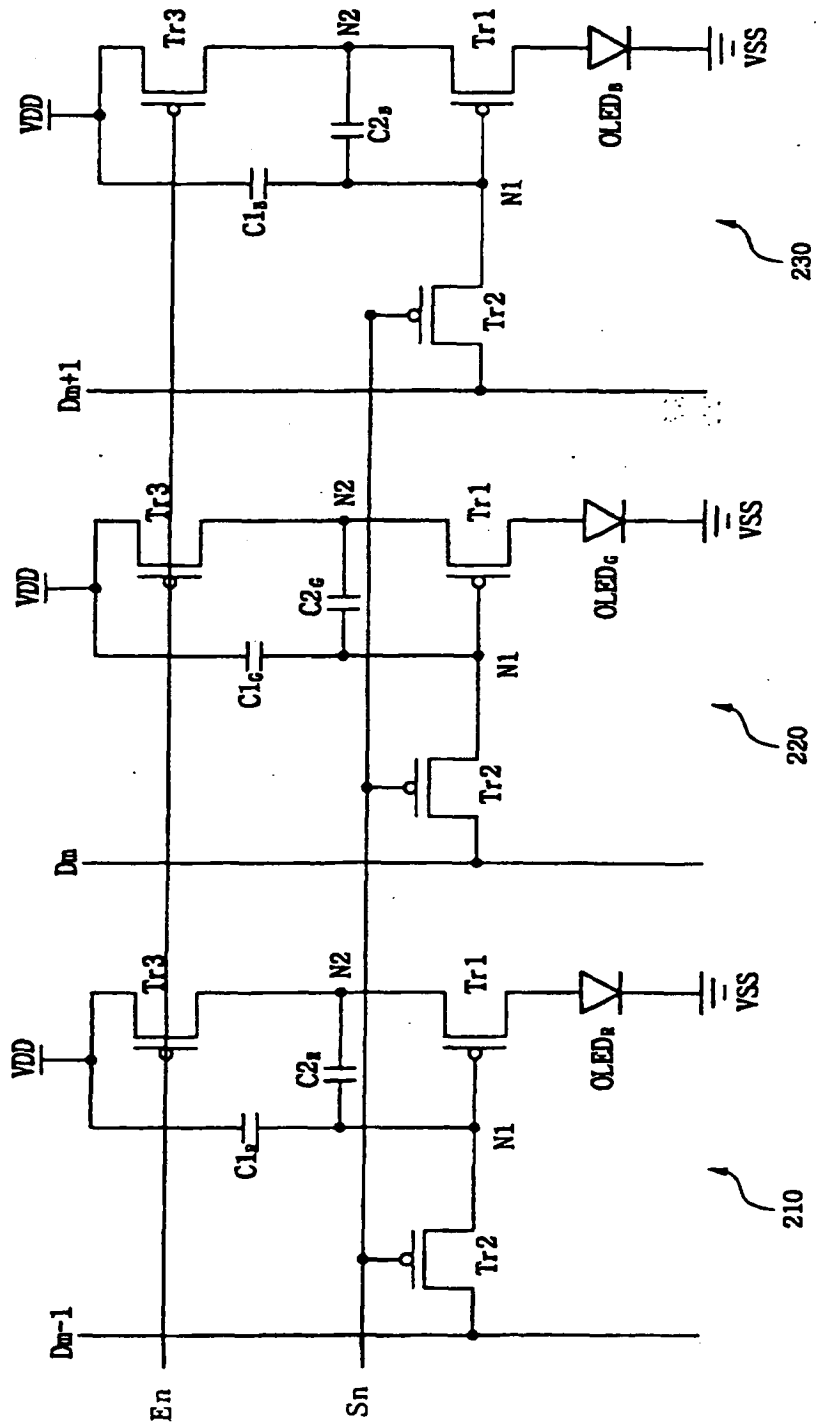 Dm-1
Dm
Dm+1
VDD
VDD
VDD
En
Tr3
Tr3
Tr3
C1R
C1G
C1B
N2
N2
N2
C2R
C2G
C2B
Sn
Tr2
Tr2
Tr2
Tr1
Tr1
Tr1
N1
N1
N1
OLEDR
OLEDG
OLEDB
VSS
VSS
VSS
210
220
230